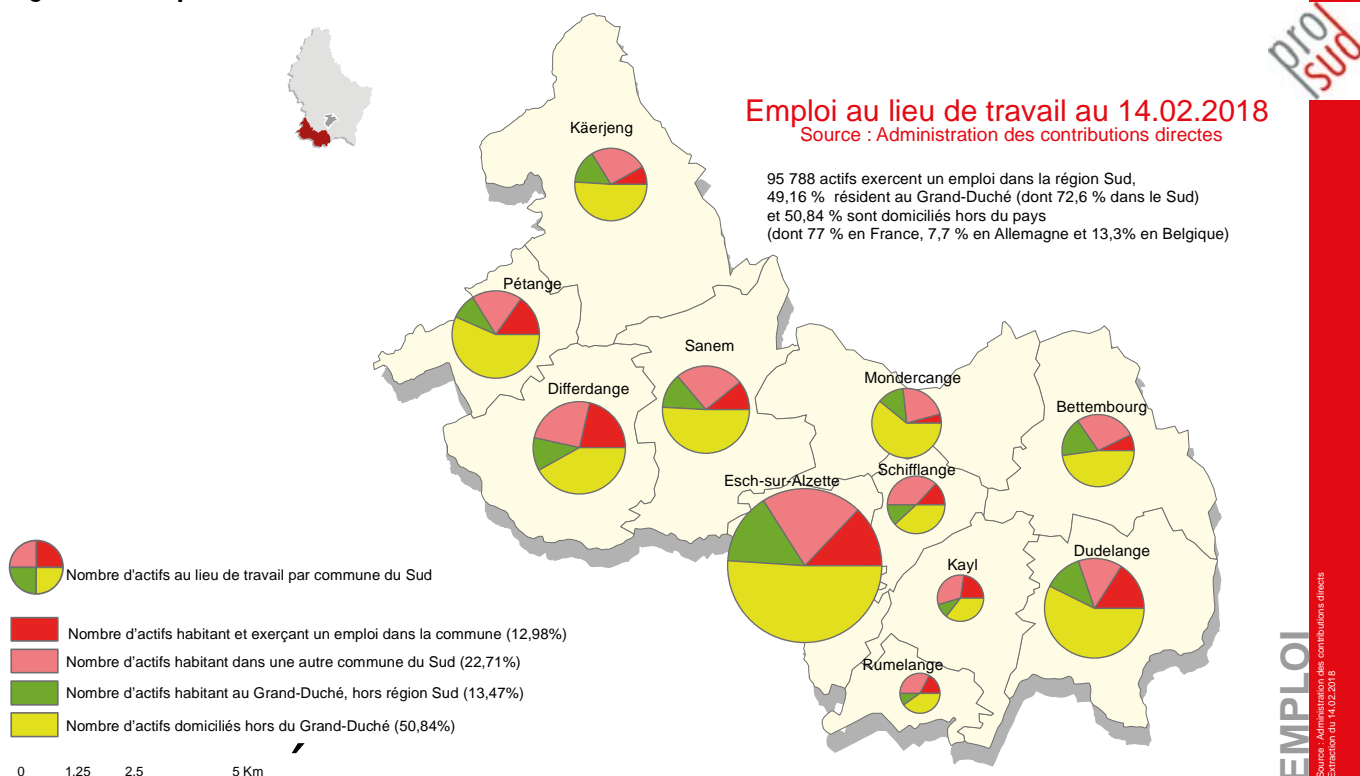 pro sud
Emploi au lieu de travail au 14.02.2018
Source : Administration des contributions directes
95 788 actifs exercent un emploi dans la région Sud,
49,16 % résident au Grand-Duché (dont 72,6 % dans le Sud)
et 50,84 % sont domiciliés hors du pays
(dont 77 % en France, 7,7 % en Allemagne et 13,3% en Belgique)
Käerjeng
Pétange
Sanem
Differdange
Mondercange
Bettembourg
Schifflange
Esch-sur-Alzette
Kayl
Dudelange
Rumelange
Nombre d'actifs au lieu de travail par commune du Sud
Nombre d'actifs habitant et exerçant un emploi dans la commune (12,98%)
Nombre d'actifs habitant dans une autre commune du Sud (22,71%)
Nombre d'actifs habitant au Grand-Duché, hors région Sud (13,47%)
Nombre d'actifs domiciliés hors du Grand-Duché (50,84%)
0 1,25 2,5 5 Km
EMPLOI
Source : Administration des contributions directs
Extraction du 14.02.2018